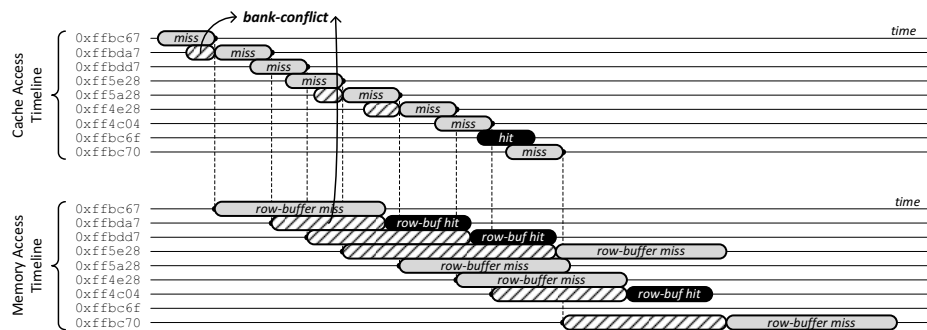 bank-conflict
time
Cache Access
Timeline
0xffbc67 miss
0xffbda7 miss
0xffbdd7 miss
0xff5e28 miss
0xff5a28 miss
0xff4e28 miss
0xff4c04 miss
0xffbc6f hit
0xffbc70 miss
time
Memory Access
Timeline
0xffbc67 row-buffer miss
0xffbda7 row-buf hit
0xffbdd7 row-buf hit
0xff5e28 row-buffer miss
0xff5a28 row-buffer miss
0xff4e28 row-buffer miss
0xff4c04 row-buf hit
0xffbc6f
0xffbc70 row-buffer miss